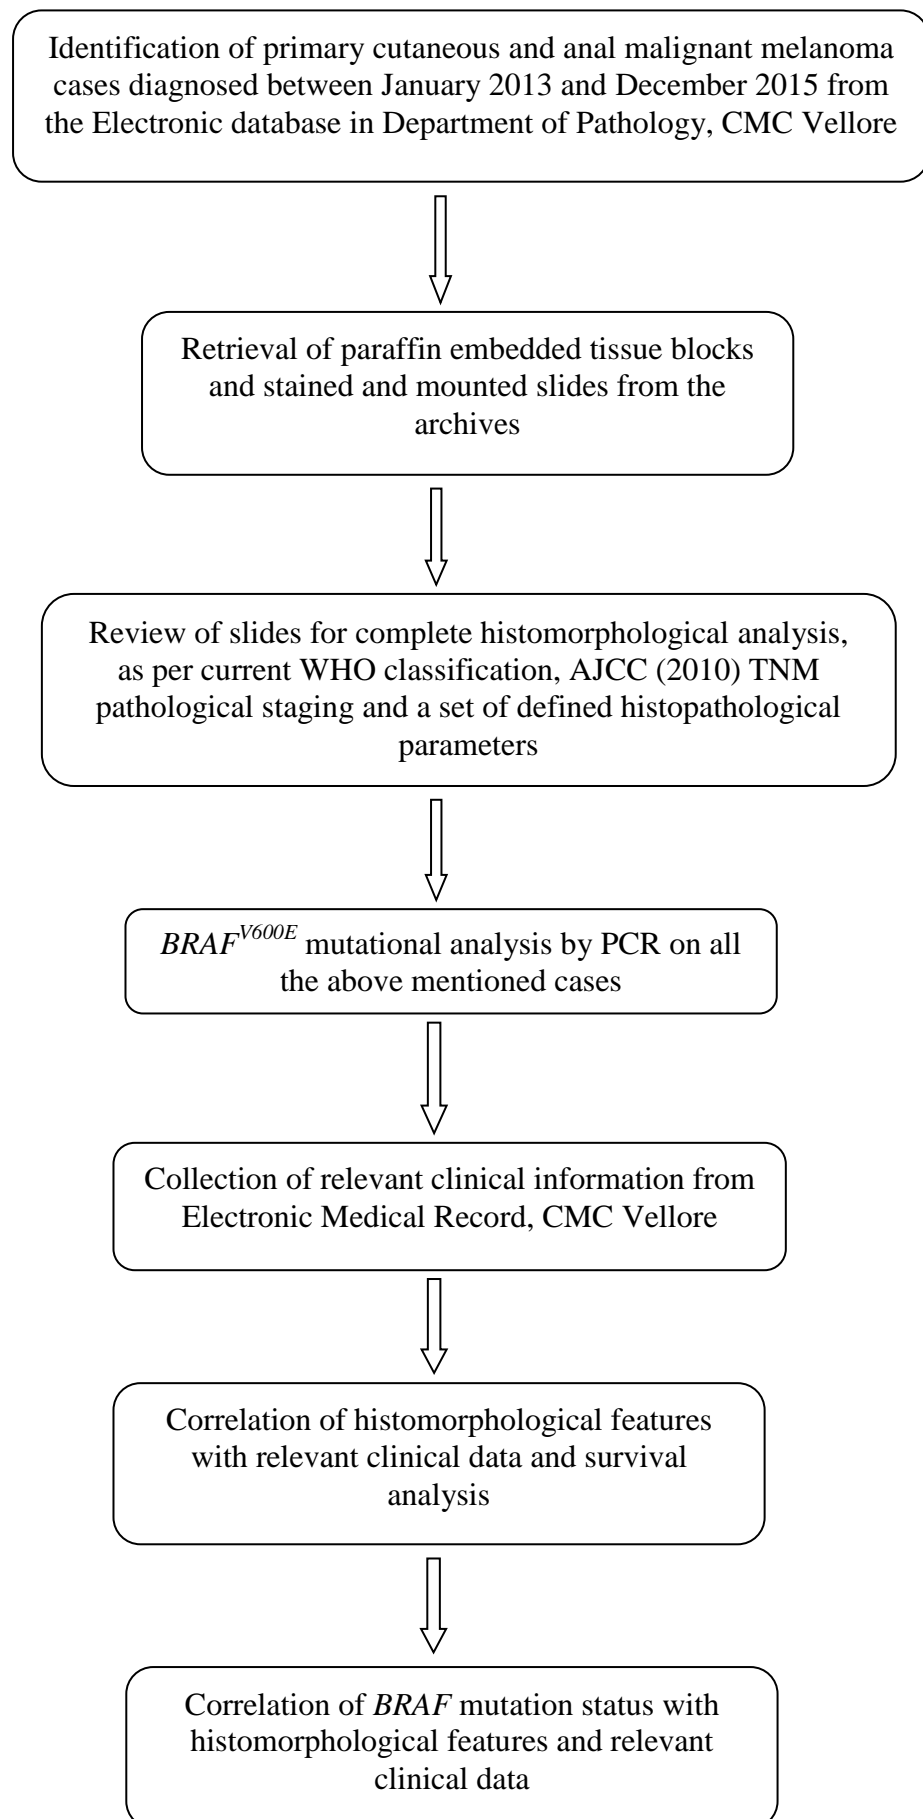 Identification of primary cutaneous and anal malignant melanoma
cases diagnosed between January 2013 and December 2015 from
the Electronic database in Department of Pathology, CMC Vellore
Retrieval of paraffin embedded tissue blocks
and stained and mounted slides from the
archives
Review of slides for complete histomorphological analysis,
as per current WHO classification, AJCC (2010) TNM
pathological staging and a set of defined histopathological
parameters
BRAF^V600E mutational analysis by PCR on all
the above mentioned cases
Collection of relevant clinical information from
Electronic Medical Record, CMC Vellore
Correlation of histomorphological features
with relevant clinical data and survival
analysis
Correlation of BRAF mutation status with
histomorphological features and relevant
clinical data